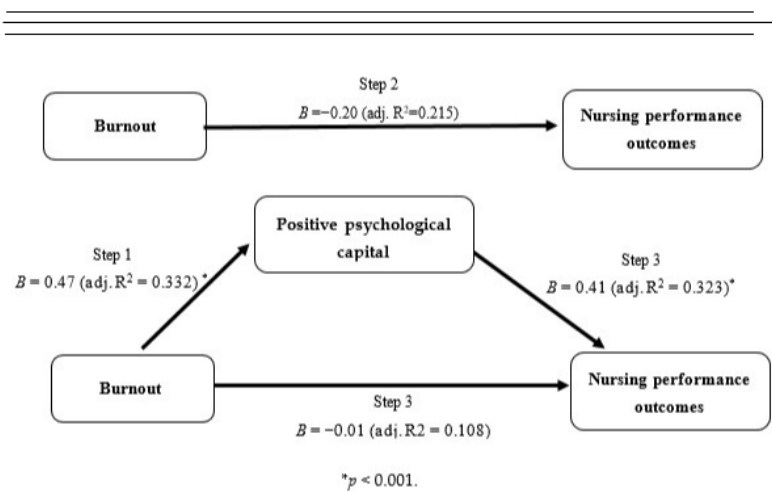 Step 2
B =−0.20 (adj. R²=0.215)
Burnout
Nursing performance
outcomes
Positive psychological
capital
Step 1
B = 0.47 (adj. R² = 0.332)*
Step 3
B = 0.41 (adj. R² = 0.323)*
Burnout
Nursing performance
outcomes
Step 3
B = −0.01 (adj. R2 = 0.108)
*p < 0.001.